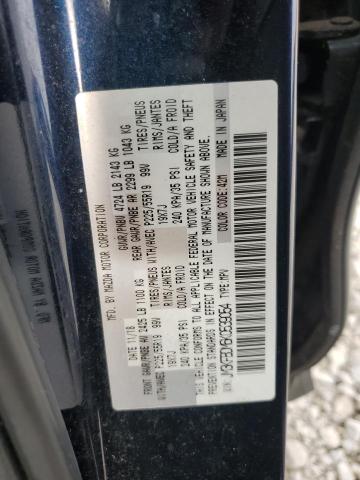 MFD. BY MAZDA MOTOR CORPORATION
DATE 11/18 GVWR/PNBV 4724 LB 2143 KG
FRONT GAWR/PNBE AV 2425 LB 1100 KG REAR GAWR/PNBE AR 2299 LB 1043 KG
WITH/AVEC P225/55R19 99V TIRES/PNEUS WITH/AVEC P225/55R19 99V TIRES/PNEUS
19X7J RIMS/JANTES 19X7J RIMS/JANTES
240 KPA/35 PSI COLD/A FROID 240 KPA/35 PSI COLD/A FROID
THIS VEHICLE CONFORMS TO ALL APPLICABLE FEDERAL MOTOR VEHICLE SAFETY AND
STANDARDS IN EFFECT ON THE DATE OF MANUFACTURE SHOWN ABOVE.
TYPE MPV COLOR CODE: 42M MADE IN JAPAN